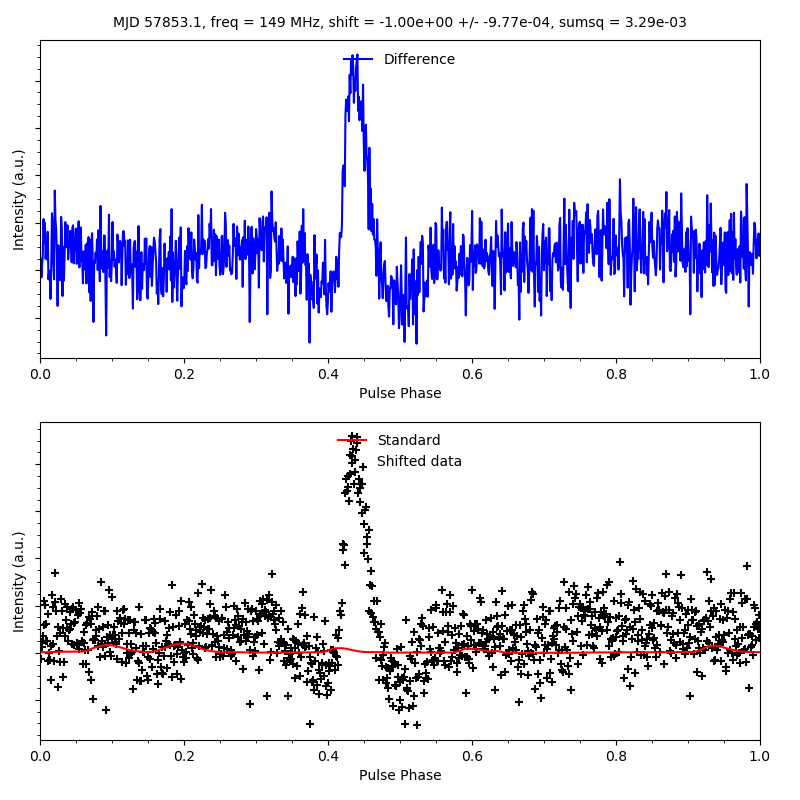 MJD 57853.1, freq = 149 MHz, shift = -1.00e+00 +/- -9.77e-04, sumsq = 3.29e-03
Difference
Intensity (a.u.)
0.0 0.2 0.4 0.6 0.8 1.0
Pulse Phase
Standard
Shifted data
Intensity (a.u.)
0.0 0.2 0.4 0.6 0.8 1.0
Pulse Phase